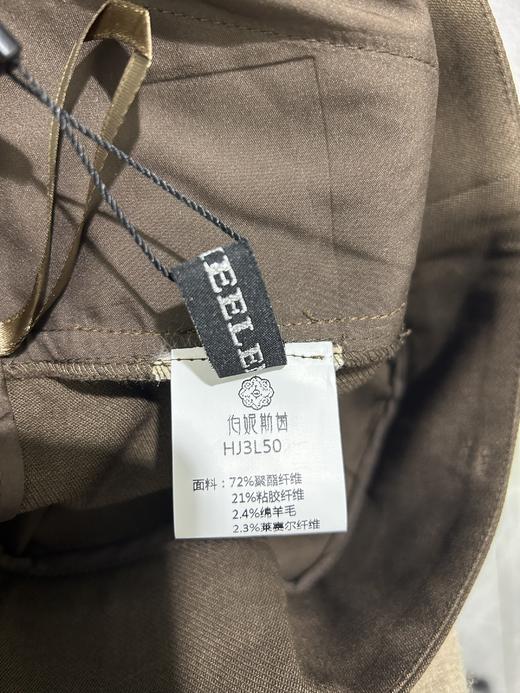 EELE
伯妮斯茵
HJ3L50
面料：72%聚酯纤维
21%粘胶纤维
2.4%绵羊毛
2.3%莱赛尔纤维